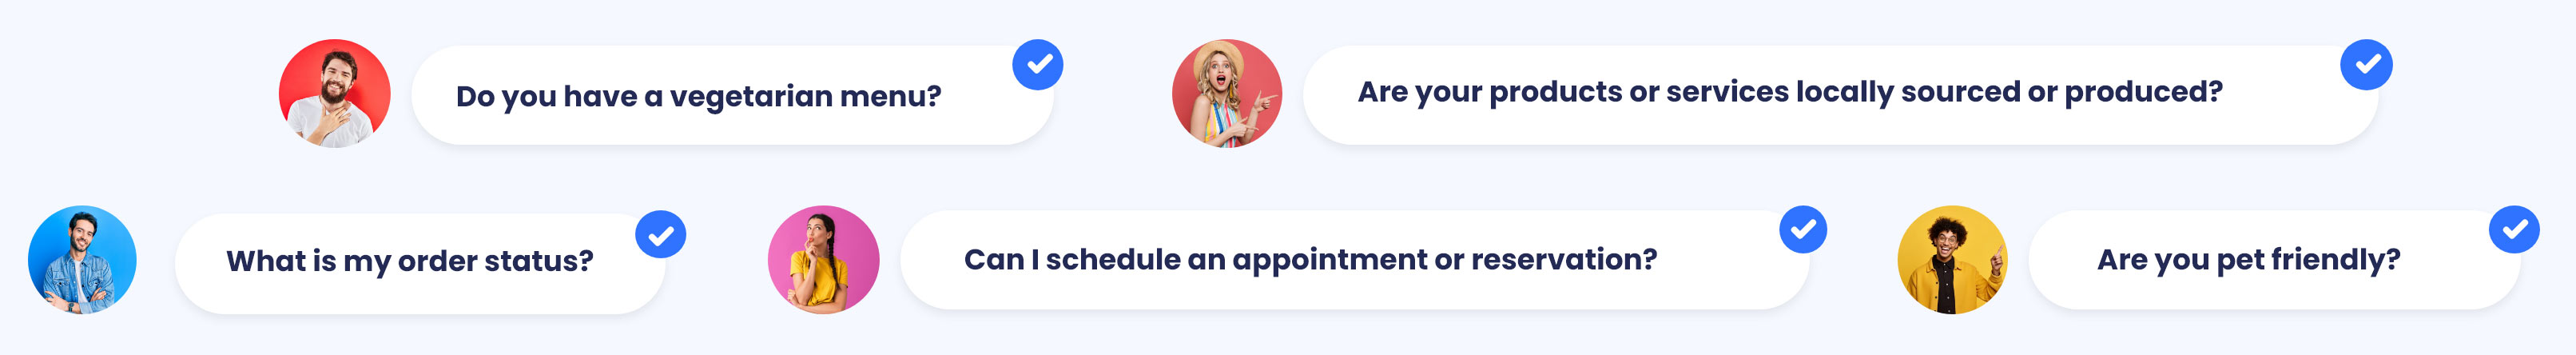 Do you have a vegetarian menu?
Are your products or services locally sourced or produced?
What is my order status?
Can I schedule an appointment or reservation?
Are you pet friendly?